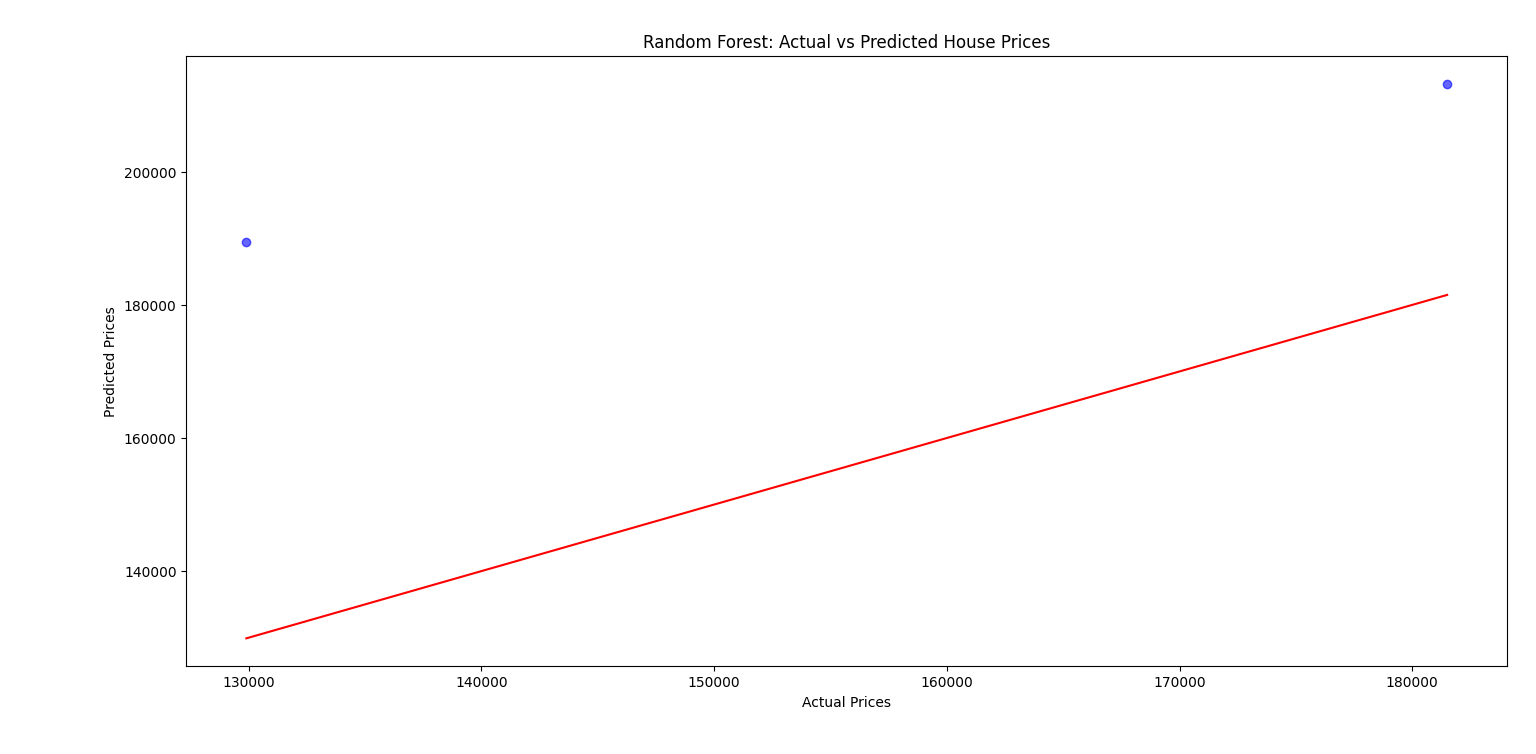 Random Forest: Actual vs Predicted House Prices
200000
180000
160000
140000
Predicted Prices
130000 140000 150000 160000 170000 180000
Actual Prices